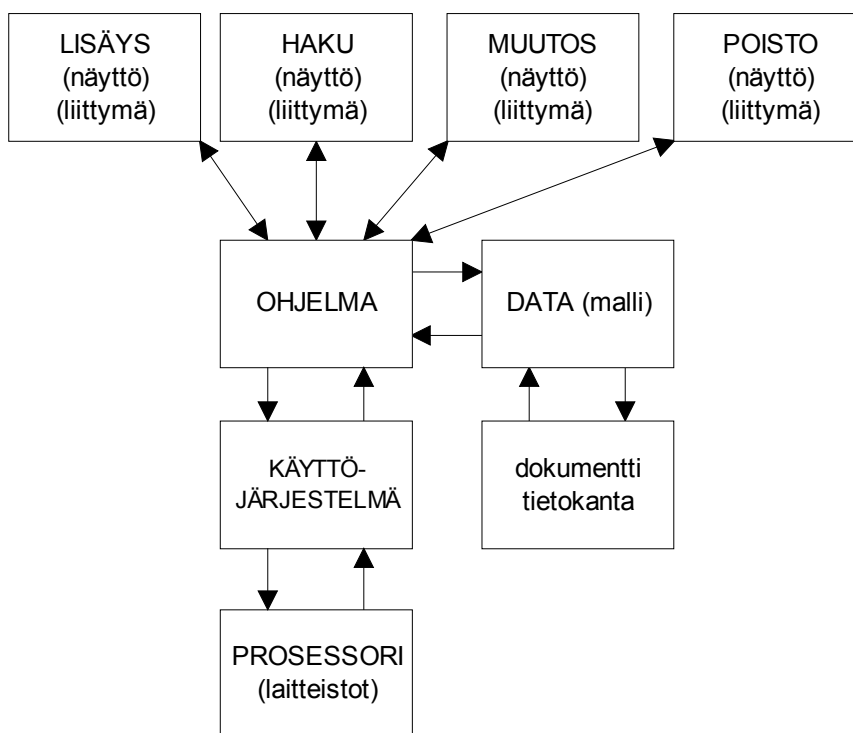 LISÄYS
(näyttö)
(liittymä)
HAKU
(näyttö)
(liittymä)
MUUTOS
(näyttö)
(liittymä)
POISTO
(näyttö)
(liittymä)
OHJELMA
DATA (malli)
KÄYTTÖ-
JÄRJESTELMÄ
dokumentti
tietokanta
PROSESSORI
(laitteistot)